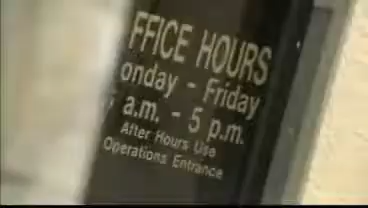 FFICE HOURS
onday - Friday
a.m. - 5 p.m.
After Hours Use
Operations Entrance